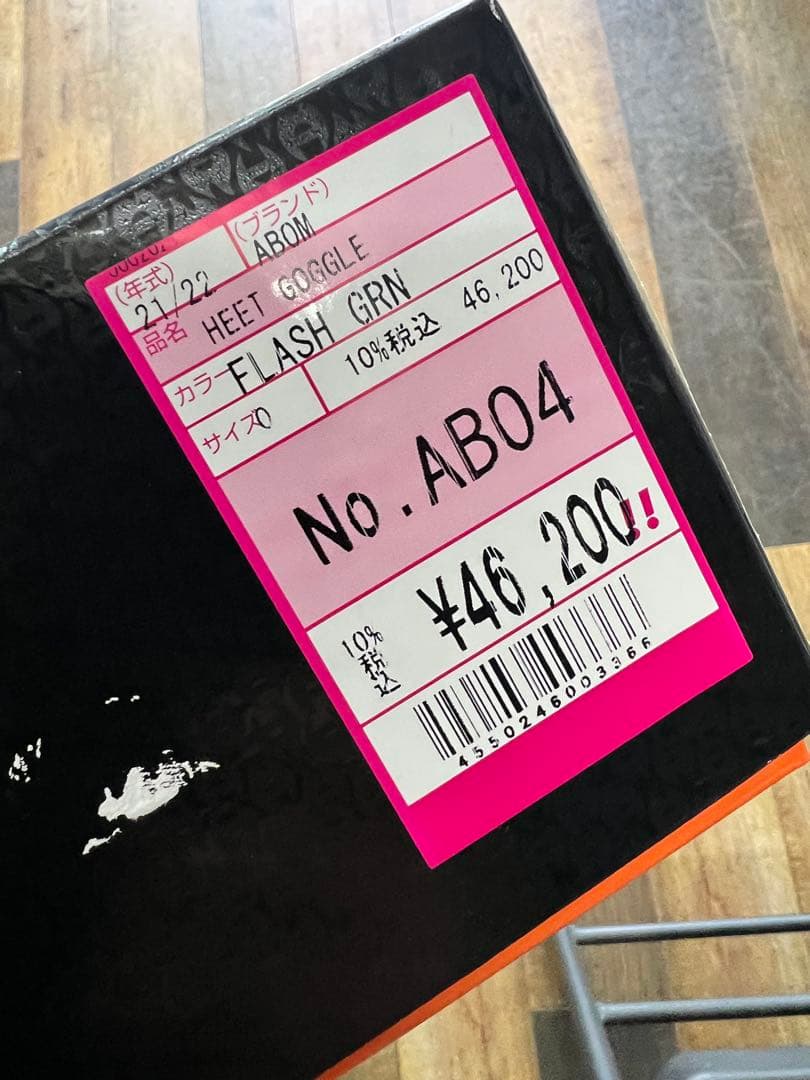 (年式)
21/22
(ブランド)
ABOM
品名 HEET GOGGLE
カラー FLASH GRN
サイズ 0
10%税込 46,200
No.AB04
10%税込
¥46,200!!
4550246003366